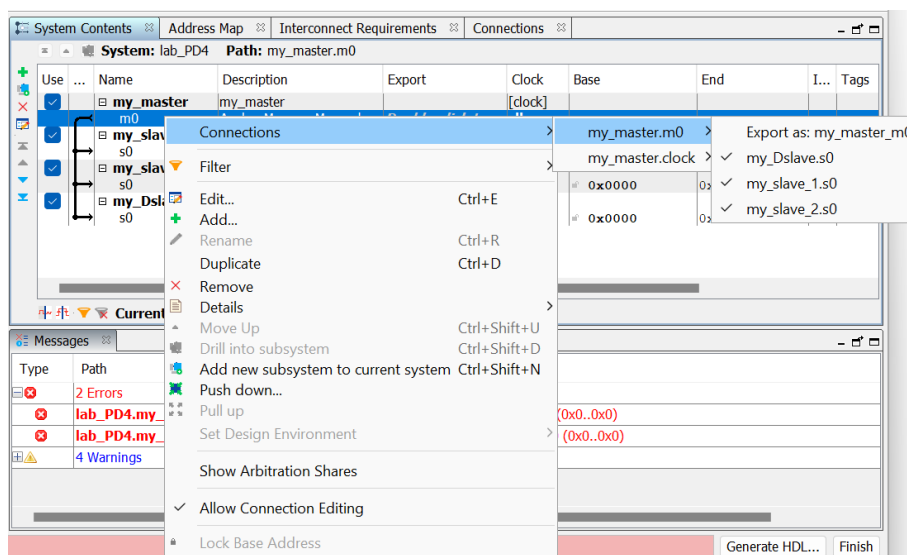 System Contents Address Map Interconnect Requirements Connections
System: lab_PD4 Path: my_master.m0
Use ... Name Description Export Clock Base End I... Tags
my_master my_master [clock]
m0
Connections my_master.m0 Export as: my_master_m0
s0 my_master.clock my_Dslave.s0
Filter my_slave_1.s0
s0 0x0000
Edit... Ctrl+E my_slave_2.s0
s0 Add... 0x0000
Rename Ctrl+R
Duplicate Ctrl+D
Remove
Details
Current
Move Up Ctrl+Shift+U
Messages
Drill into subsystem Ctrl+Shift+D
Type Path
Add new subsystem to current system Ctrl+Shift+N
2 Errors
Push down...
lab_PD4.my_ (0x0..0x0)
Pull up
lab_PD4.my_ (0x0..0x0)
Set Design Environment
4 Warnings
Show Arbitration Shares
Allow Connection Editing
Lock Base Address
Generate HDL... Finish